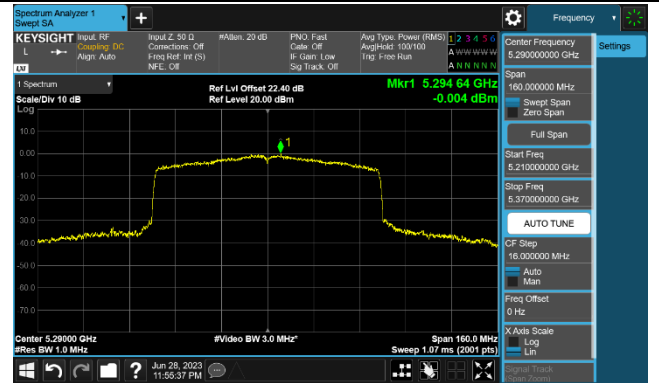 Spectrum Analyzer 1
Swept SA
+
Frequency
KEYSIGHT
L
LXI
Input: RF
Coupling: DC
Align: Auto
Input Z: 50 Ω
Corrections: Off
Freq Ref: Int (S)
NFE: Off
#Atten: 20 dB
PNO: Fast
Gate: Off
IF Gain: Low
Sig Track: Off
Avg Type: Power (RMS)
Avg|Hold: 100/100
Trig: Free Run
1 2 3 4 5 6
A W W W W W
A N N N N N
1 Spectrum
Scale/Div 10 dB
Log
Ref Lvl Offset 22.40 dB
Ref Level 20.00 dBm
Mkr1 5.294 64 GHz
-0.004 dBm
10.0
0.00
-10.0
-20.0
-30.0
-40.0
-50.0
-60.0
-70.0
1
Center 5.29000 GHz
#Res BW 1.0 MHz
#Video BW 3.0 MHz*
Span 160.0 MHz
Sweep 1.07 ms (2001 pts)
Jun 28, 2023
11:55:37 PM
?
Center Frequency
5.290000000 GHz
Span
160.000000 MHz
Swept Span
Zero Span
Full Span
Start Freq
5.210000000 GHz
Stop Freq
5.370000000 GHz
AUTO TUNE
CF Step
16.000000 MHz
Auto
Man
Freq Offset
0 Hz
X Axis Scale
Log
Lin
Signal Track
(Span Zoom)
Settings